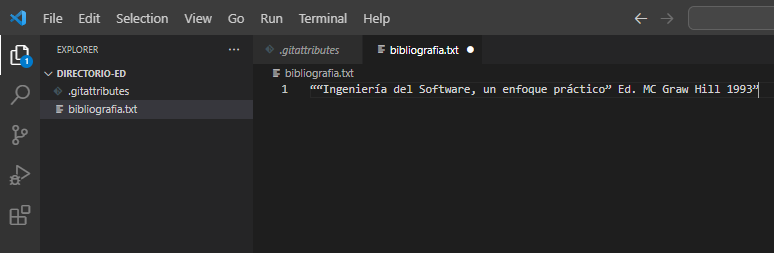 File Edit Selection View Go Run Terminal Help
EXPLORER
DIRECTORIO-ED
.gitattributes
bibliografia.txt
.gitattributes
bibliografia.txt
bibliografia.txt
1 ““Ingeniería del Software, un enfoque práctico” Ed. MC Graw Hill 1993”
1